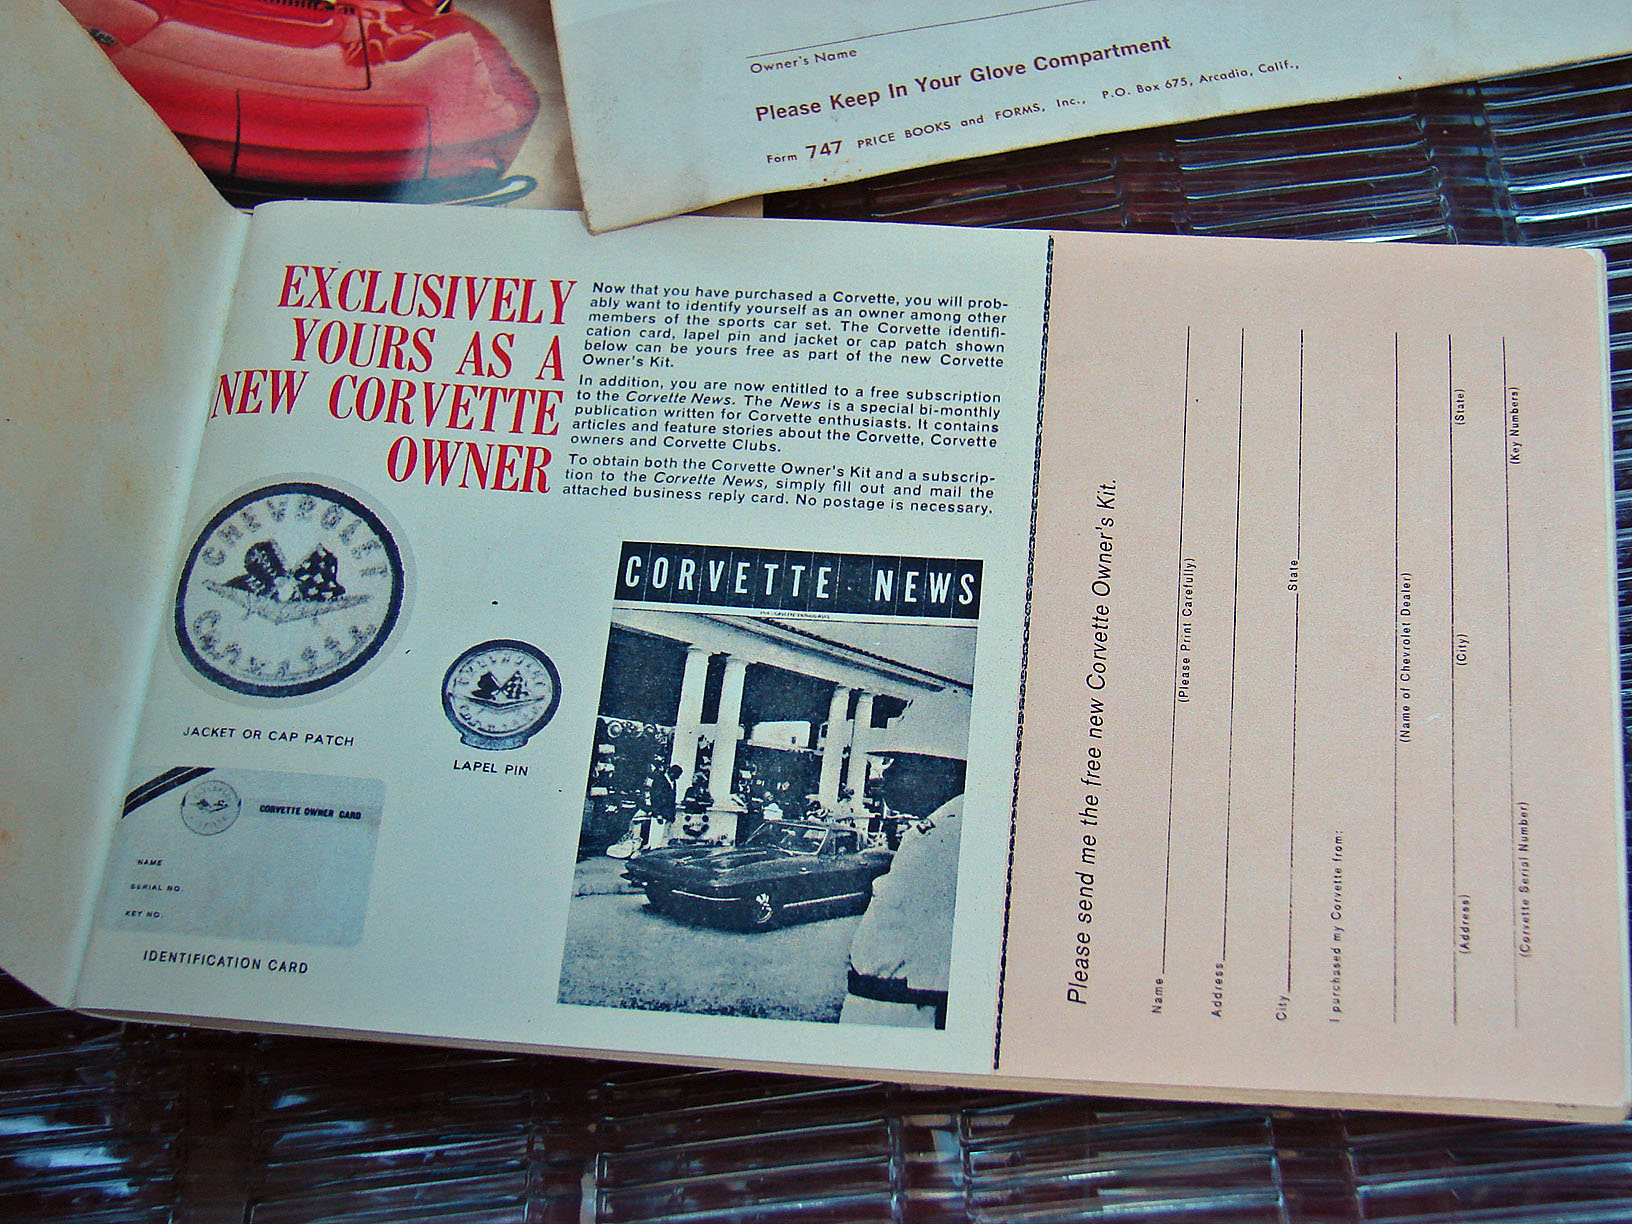 Owner's Name
Please Keep In Your Glove Compartment
Form 747 PRICE BOOKS and FORMS, Inc., P.O. Box 675, Arcadia, Calif.,
EXCLUSIVELY
YOURS AS A
NEW CORVETTE
OWNER
Now that you have purchased a Corvette, you will prob-
ably want to identify yourself as an owner among other
members of the sports car set. The Corvette identifi-
cation card, lapel pin and jacket or cap patch shown
below can be yours free as part of the new Corvette
Owner's Kit.
In addition, you are now entitled to a free subscription
to the Corvette News. The News is a special bi-monthly
publication written for Corvette enthusiasts. It contains
articles and feature stories about the Corvette, Corvette
owners and Corvette Clubs.
To obtain both the Corvette Owner's Kit and a subscrip-
tion to the Corvette News, simply fill out and mail the
attached business reply card. No postage is necessary.
CHEVROLET
CORVETTE
JACKET OR CAP PATCH
CHEVROLET
CORVETTE
LAPEL PIN
CORVETTE OWNER CARD
NAME
SERIAL NO.
KEY NO.
IDENTIFICATION CARD
CORVETTE NEWS
Please send me the free new Corvette Owner's Kit.
Name
(Please Print Carefully)
Address
City State
I purchased my Corvette from:
(Name of Chevrolet Dealer)
(Address) (City) (State)
(Corvette Serial Number) (Key Numbers)